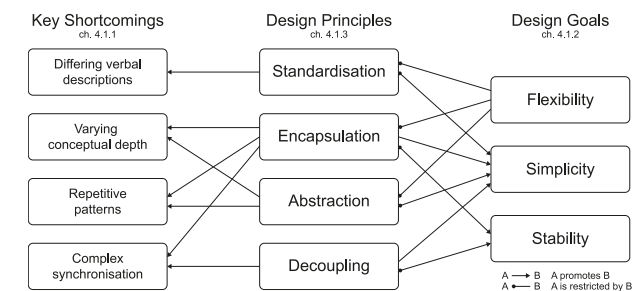 Key Shortcomings
ch. 4.1.1
Design Principles
ch. 4.1.3
Design Goals
ch. 4.1.2
Differing verbal
descriptions
Varying
conceptual depth
Repetitive
patterns
Complex
synchronisation
Standardisation
Encapsulation
Abstraction
Decoupling
Flexibility
Simplicity
Stability
A B A promotes B
A B A is restricted by B